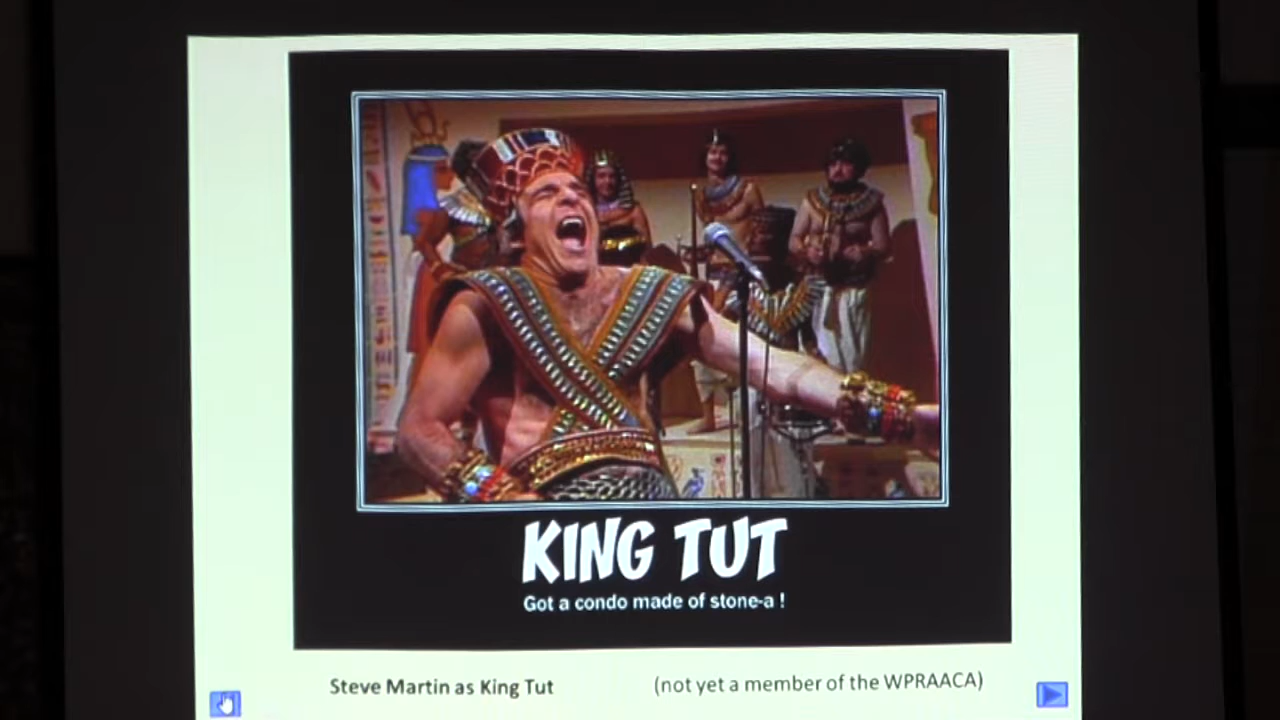 KING TUT
Got a condo made of stone-a !
Steve Martin as King Tut
(not yet a member of the WPRAACA)